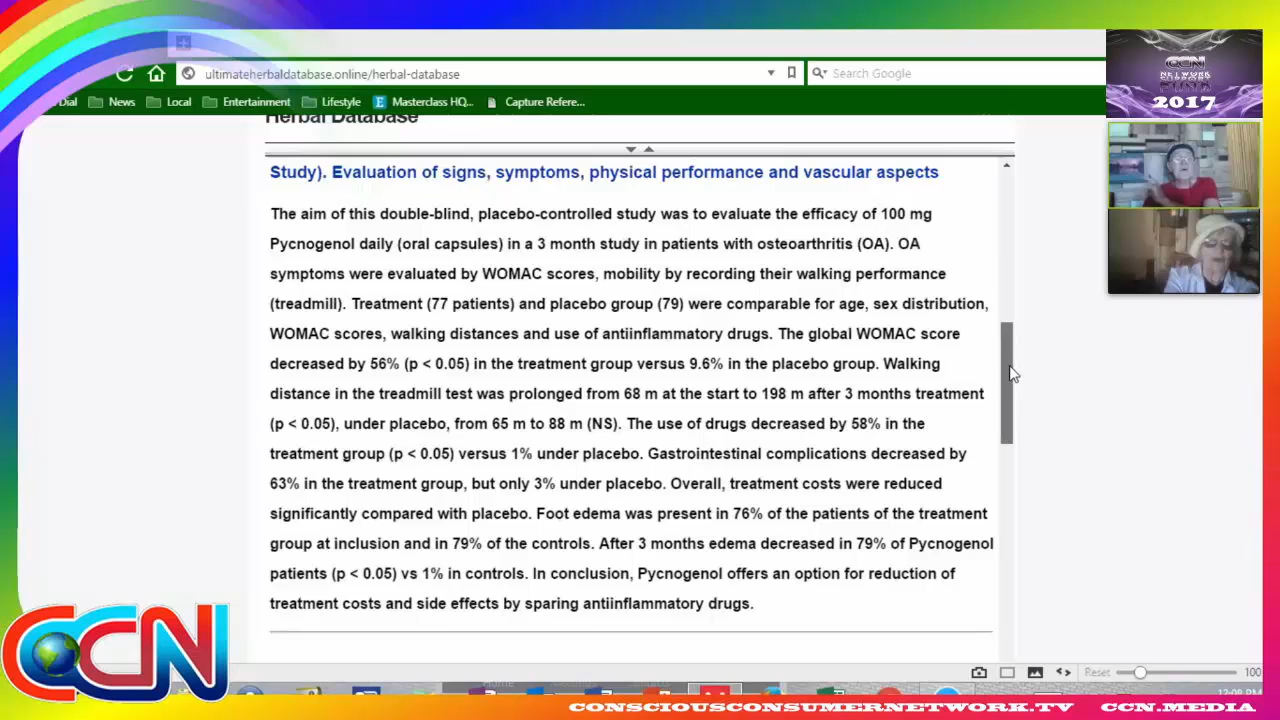 ultimateherbaldatabase.online/herbal-database
Search Google
Dial
News
Local
Entertainment
Lifestyle
Masterclass HQ...
Capture Refere...
CCN
NETWORK
SUPPORT
2017
Herbal Database
Study). Evaluation of signs, symptoms, physical performance and vascular aspects
The aim of this double-blind, placebo-controlled study was to evaluate the efficacy of 100 mg
Pycnogenol daily (oral capsules) in a 3 month study in patients with osteoarthritis (OA). OA
symptoms were evaluated by WOMAC scores, mobility by recording their walking performance
(treadmill). Treatment (77 patients) and placebo group (79) were comparable for age, sex distribution,
WOMAC scores, walking distances and use of antiinflammatory drugs. The global WOMAC score
decreased by 56% (p < 0.05) in the treatment group versus 9.6% in the placebo group. Walking
distance in the treadmill test was prolonged from 68 m at the start to 198 m after 3 months treatment
(p < 0.05), under placebo, from 65 m to 88 m (NS). The use of drugs decreased by 58% in the
treatment group (p < 0.05) versus 1% under placebo. Gastrointestinal complications decreased by
63% in the treatment group, but only 3% under placebo. Overall, treatment costs were reduced
significantly compared with placebo. Foot edema was present in 76% of the patients of the treatment
group at inclusion and in 79% of the controls. After 3 months edema decreased in 79% of Pycnogenol
patients (p < 0.05) vs 1% in controls. In conclusion, Pycnogenol offers an option for reduction of
treatment costs and side effects by sparing antiinflammatory drugs.
Reset
100
CCN
12:08 PM
CONSCIOUSCONSUMERNETWORK.TV CCN.MEDIA